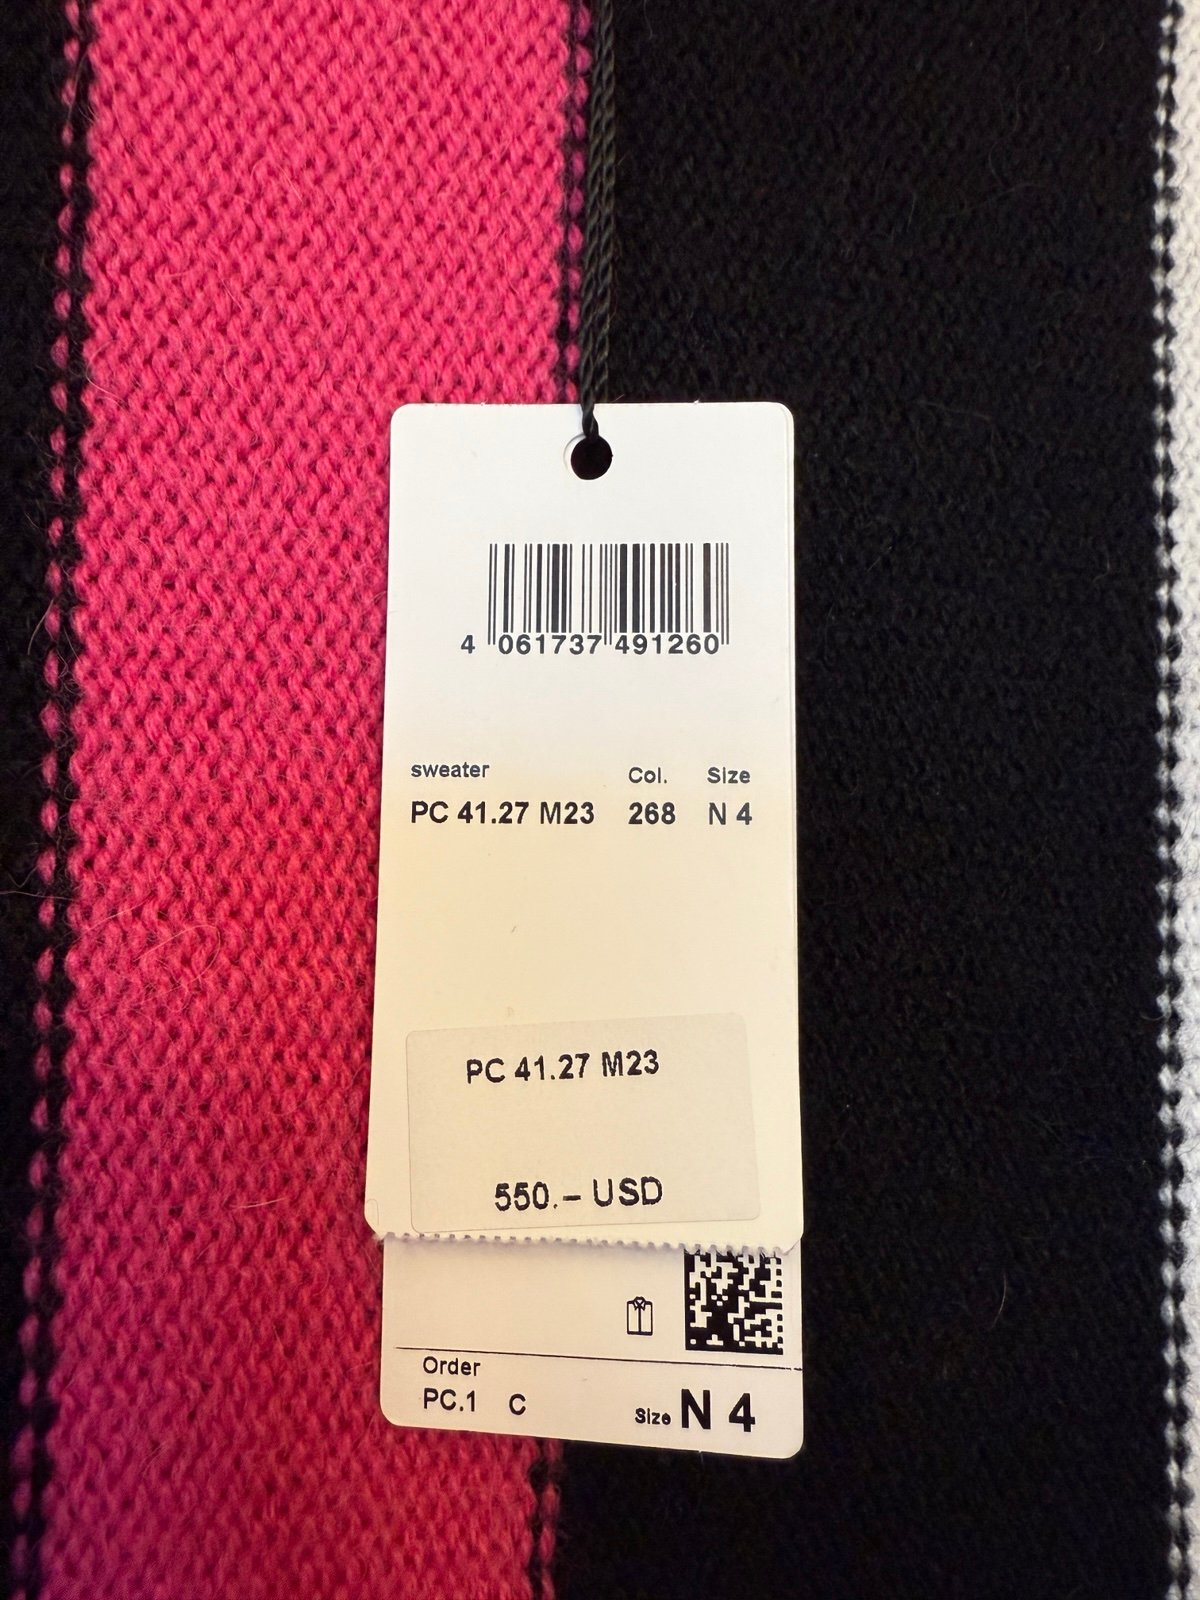 4 061737 491260
sweater Col. Size
PC 41.27 M23 268 N 4
PC 41.27 M23
550.– USD
Order
PC.1 C Size N 4